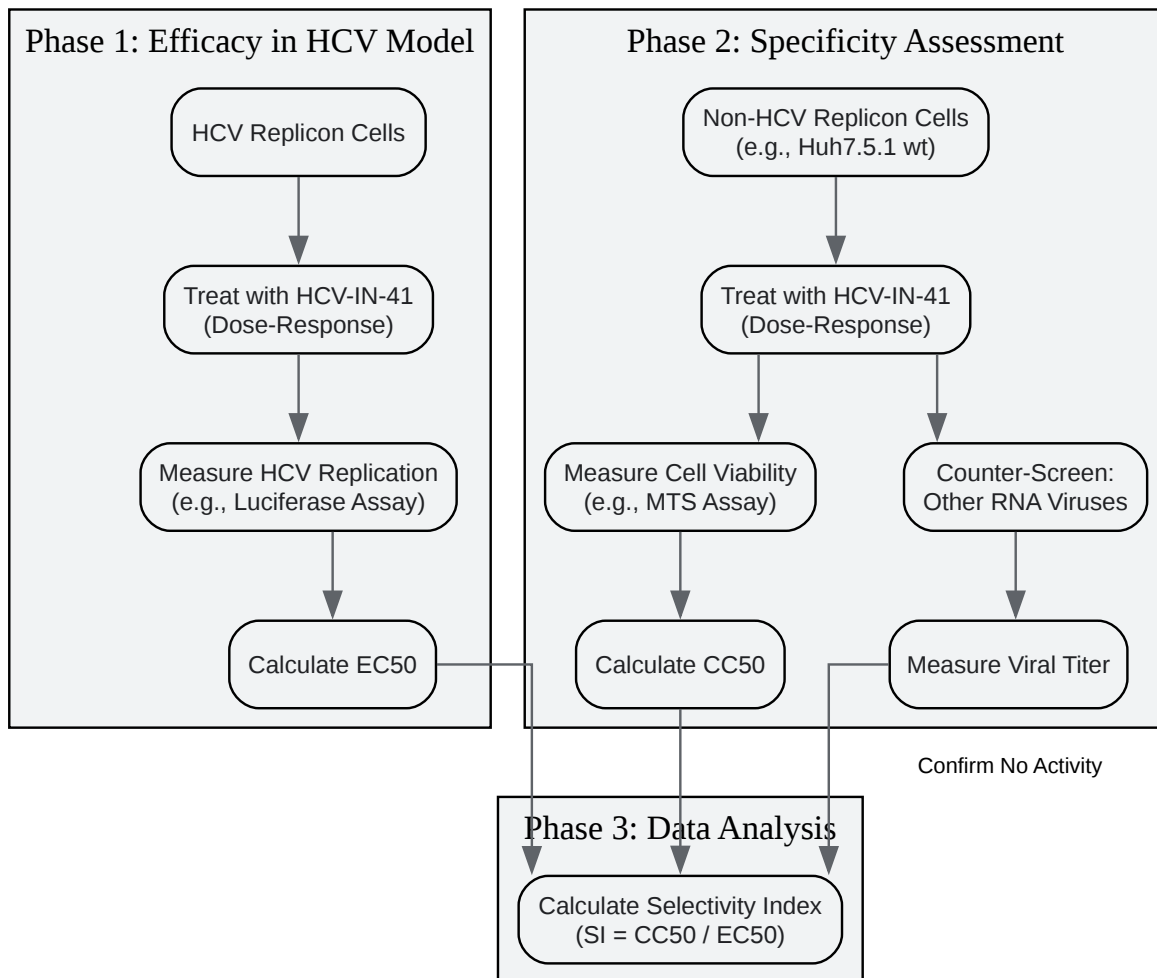 Phase 1: Efficacy in HCV Model
HCV Replicon Cells
Treat with HCV-IN-41
(Dose-Response)
Measure HCV Replication
(e.g., Luciferase Assay)
Calculate EC50
Phase 2: Specificity Assessment
Non-HCV Replicon Cells
(e.g., Huh7.5.1 wt)
Treat with HCV-IN-41
(Dose-Response)
Measure Cell Viability
(e.g., MTS Assay)
Calculate CC50
Counter-Screen:
Other RNA Viruses
Measure Viral Titer
Confirm No Activity
Phase 3: Data Analysis
Calculate Selectivity Index
(SI = CC50 / EC50)